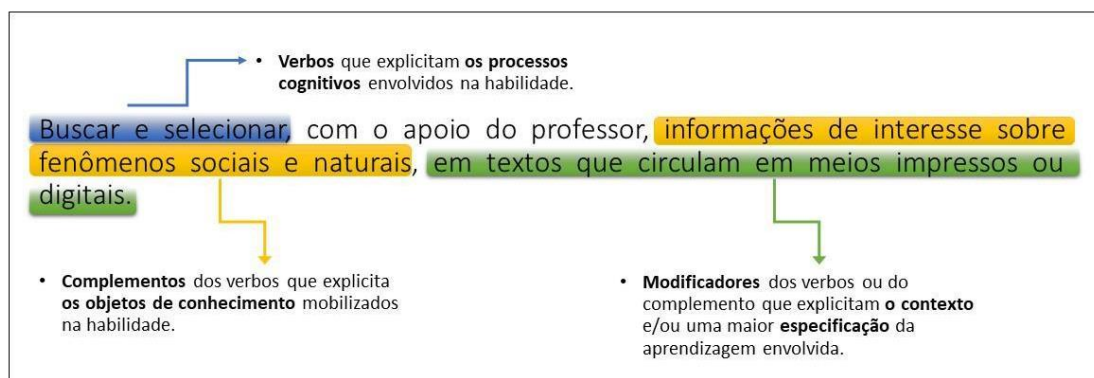 • Verbos que explicitam os processos
cognitivos envolvidos na habilidade.
Buscar e selecionar, com o apoio do professor, informações de interesse sobre
fenômenos sociais e naturais, em textos que circulam em meios impressos ou
digitais.
• Complementos dos verbos que explicita
os objetos de conhecimento mobilizados
na habilidade.
• Modificadores dos verbos ou do
complemento que explicitam o contexto
e/ou uma maior especificação da
aprendizagem envolvida.